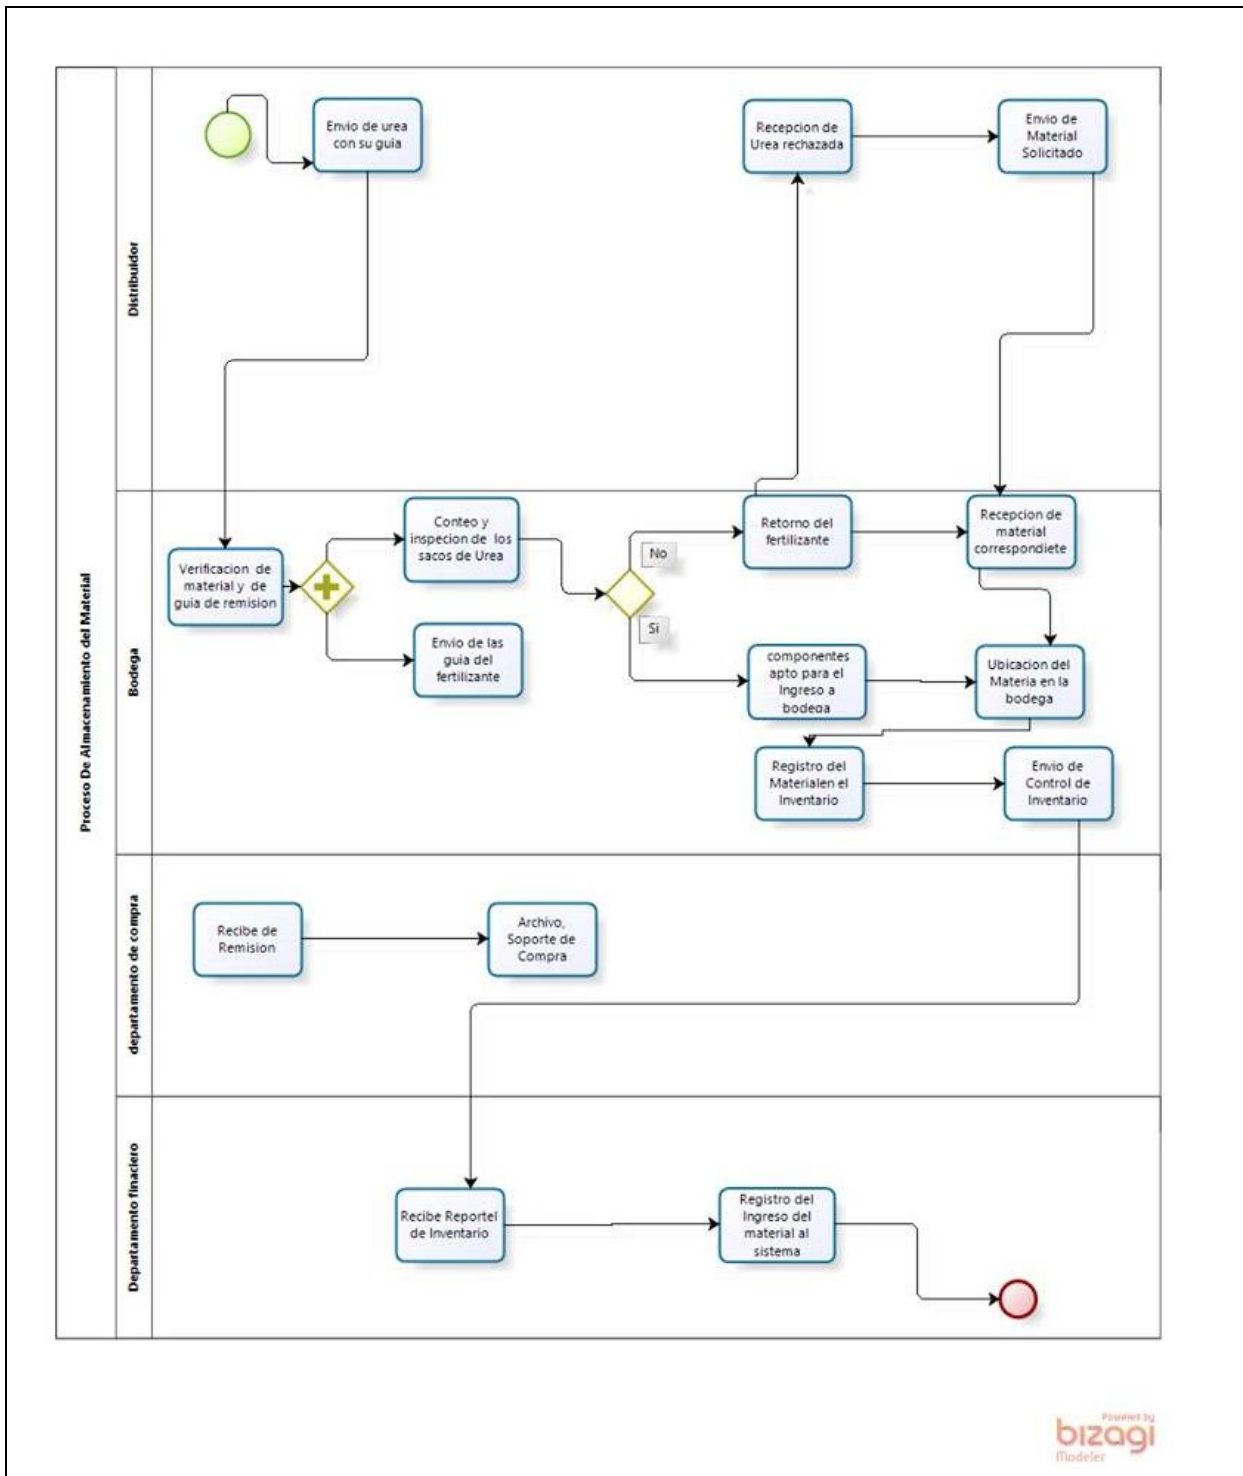 Proceso De Almacenamiento del Material
Distribuidor
Envio de urea
con su guia
Recepcion de
Urea rechazada
Envio de
Material
Solicitado
Bodega
Verificacion de
material y de
guia de remision
Conteo y
inspecion de los
sacos de Urea
Envio de las
guia del
fertilizante
No
Si
Retorno del
fertilizante
Recepcion de
material
correspondiete
componentes
apto para el
Ingreso a
bodega
Ubicacion del
Materia en la
bodega
Registro del
Materialen el
Inventario
Envio de
Control de
Inventario
departamento de compra
Recibe de
Remision
Archivo,
Soporte de
Compra
Departamento finaciero
Recibe Reportel
de Inventario
Registro del
Ingreso del
material al
sistema
Powered by
bizagi
Modeler